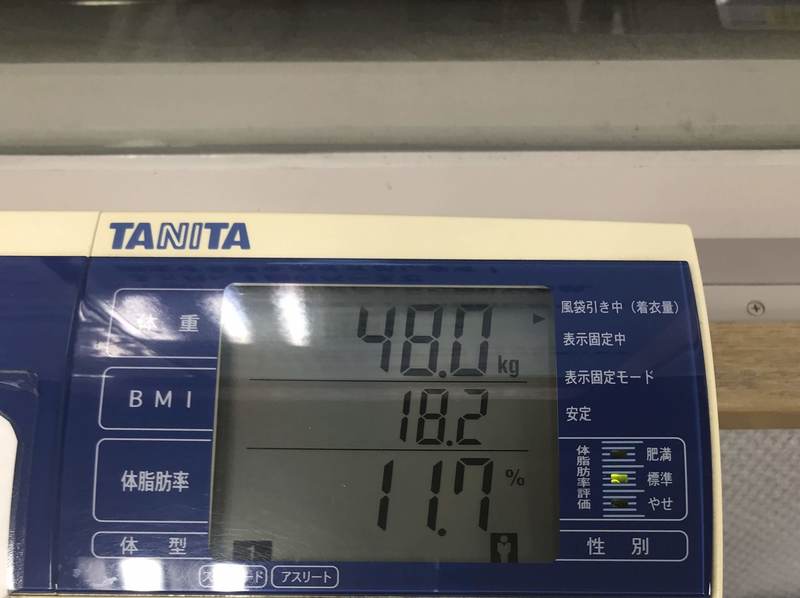 TANITA
体重
48.0kg
風袋引き中（着衣量）
表示固定中
表示固定モード
安定
BMI
18.2
体脂肪率
11.7%
体脂肪率評価
肥満
標準
やせ
体型
1
性別
アスリート